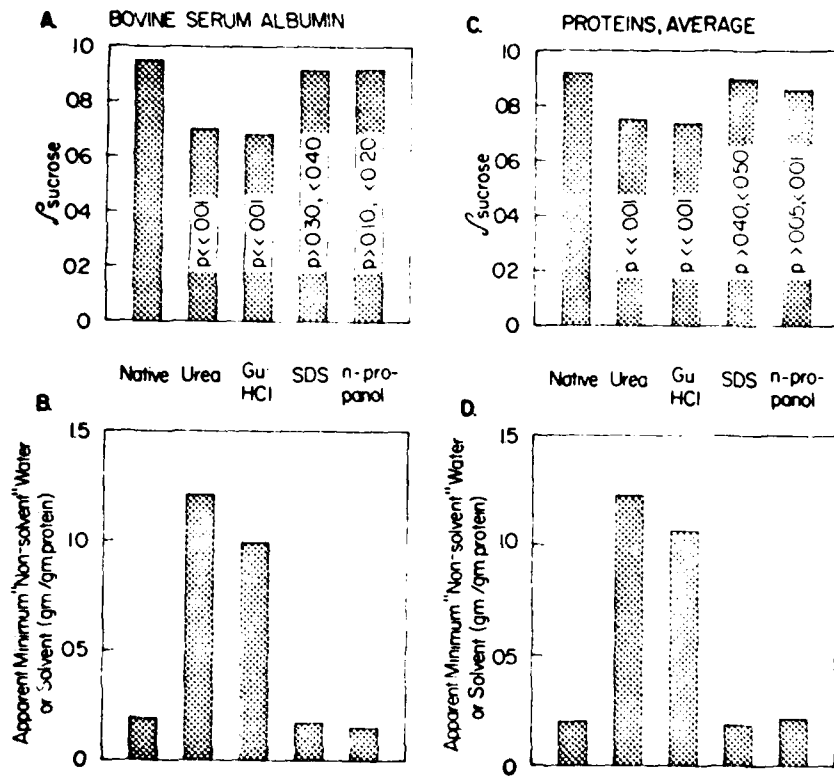 A. BOVINE SERUM ALBUMIN
ρsucrose
10
08
06
04
02
0
p<<001
p<<001
p>030, <040
p>010, <020
Native Urea Gu· HCl SDS n-pro-panol
C. PROTEINS, AVERAGE
ρsucrose
10
08
06
04
02
0
p<<001
p<<001
p>040,<050
p>005,<001
Native Urea Gu HCl SDS n-pro-panol
B.
Apparent Minimum "Non-solvent" Water
or Solvent (gm/gm protein)
15
10
05
0
D.
Apparent Minimum "Non-solvent" Water
or Solvent (gm/gm protein)
15
10
05
0